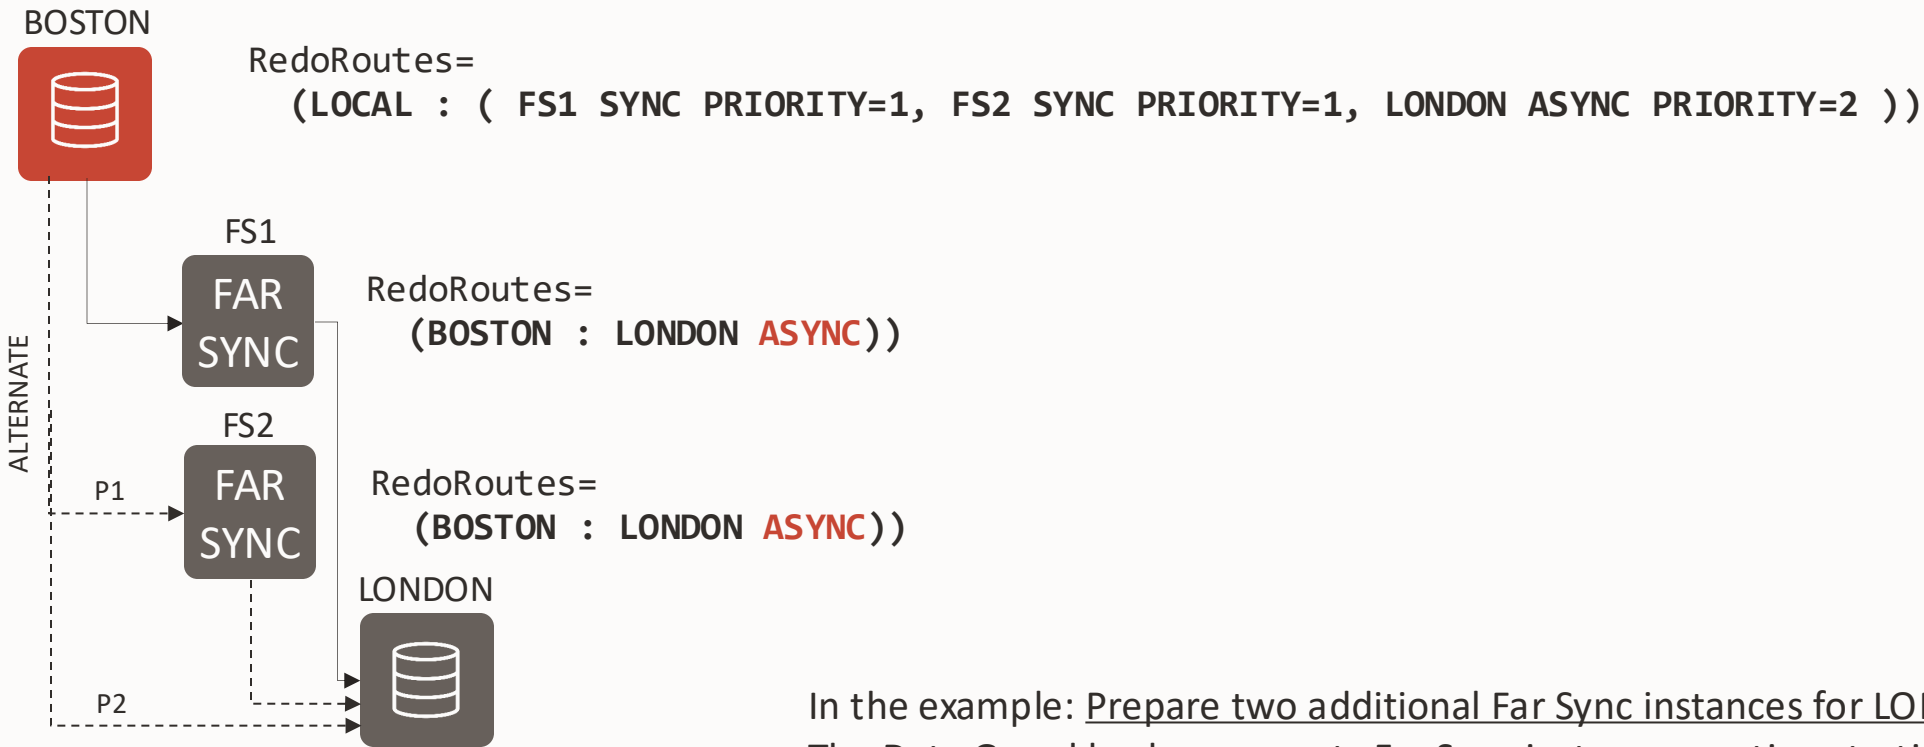 BOSTON
RedoRoutes=
(LOCAL : ( FS1 SYNC PRIORITY=1, FS2 SYNC PRIORITY=1, LONDON ASYNC PRIORITY=2 ))
FS1
FAR
SYNC
RedoRoutes=
(BOSTON : LONDON ASYNC))
ALTERNATE
FS2
P1
FAR
SYNC
RedoRoutes=
(BOSTON : LONDON ASYNC))
LONDON
P2
In the example: Prepare two additional Far Sync instances for